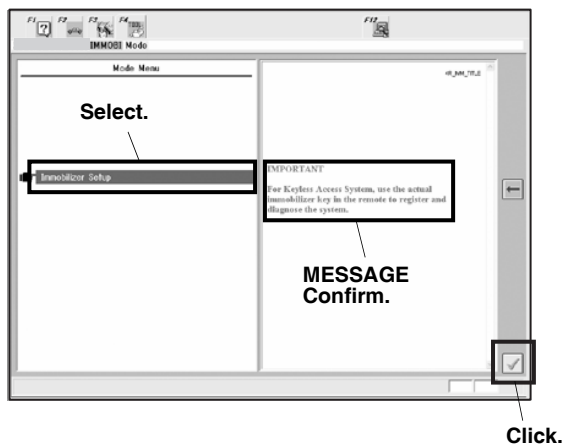 F1 F2 F3 F4 F12
IMMOBI Mode
Mode Menu
Select.
Immobilizer Setup
IMPORTANT
For Keyless Access System, use the actual
immobilizer key in the remote to register and
diagnose the system.
MESSAGE
Confirm.
Click.